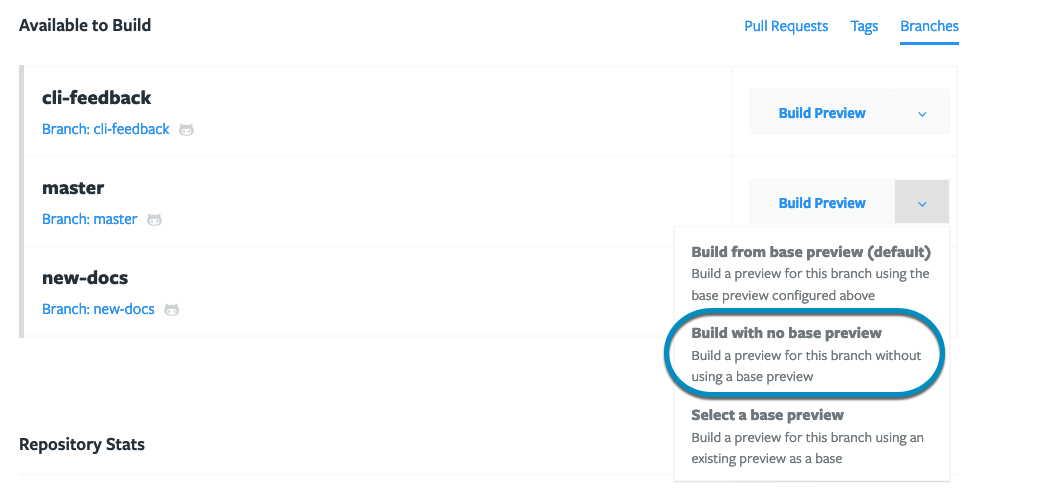 Available to Build
Pull Requests
Tags
Branches
cli-feedback
Branch: cli-feedback
Build Preview
master
Branch: master
Build Preview
new-docs
Branch: new-docs
Build from base preview (default)
Build a preview for this branch using the
base preview configured above
Build with no base preview
Build a preview for this branch without
using a base preview
Select a base preview
Build a preview for this branch using an
existing preview as a base
Repository Stats